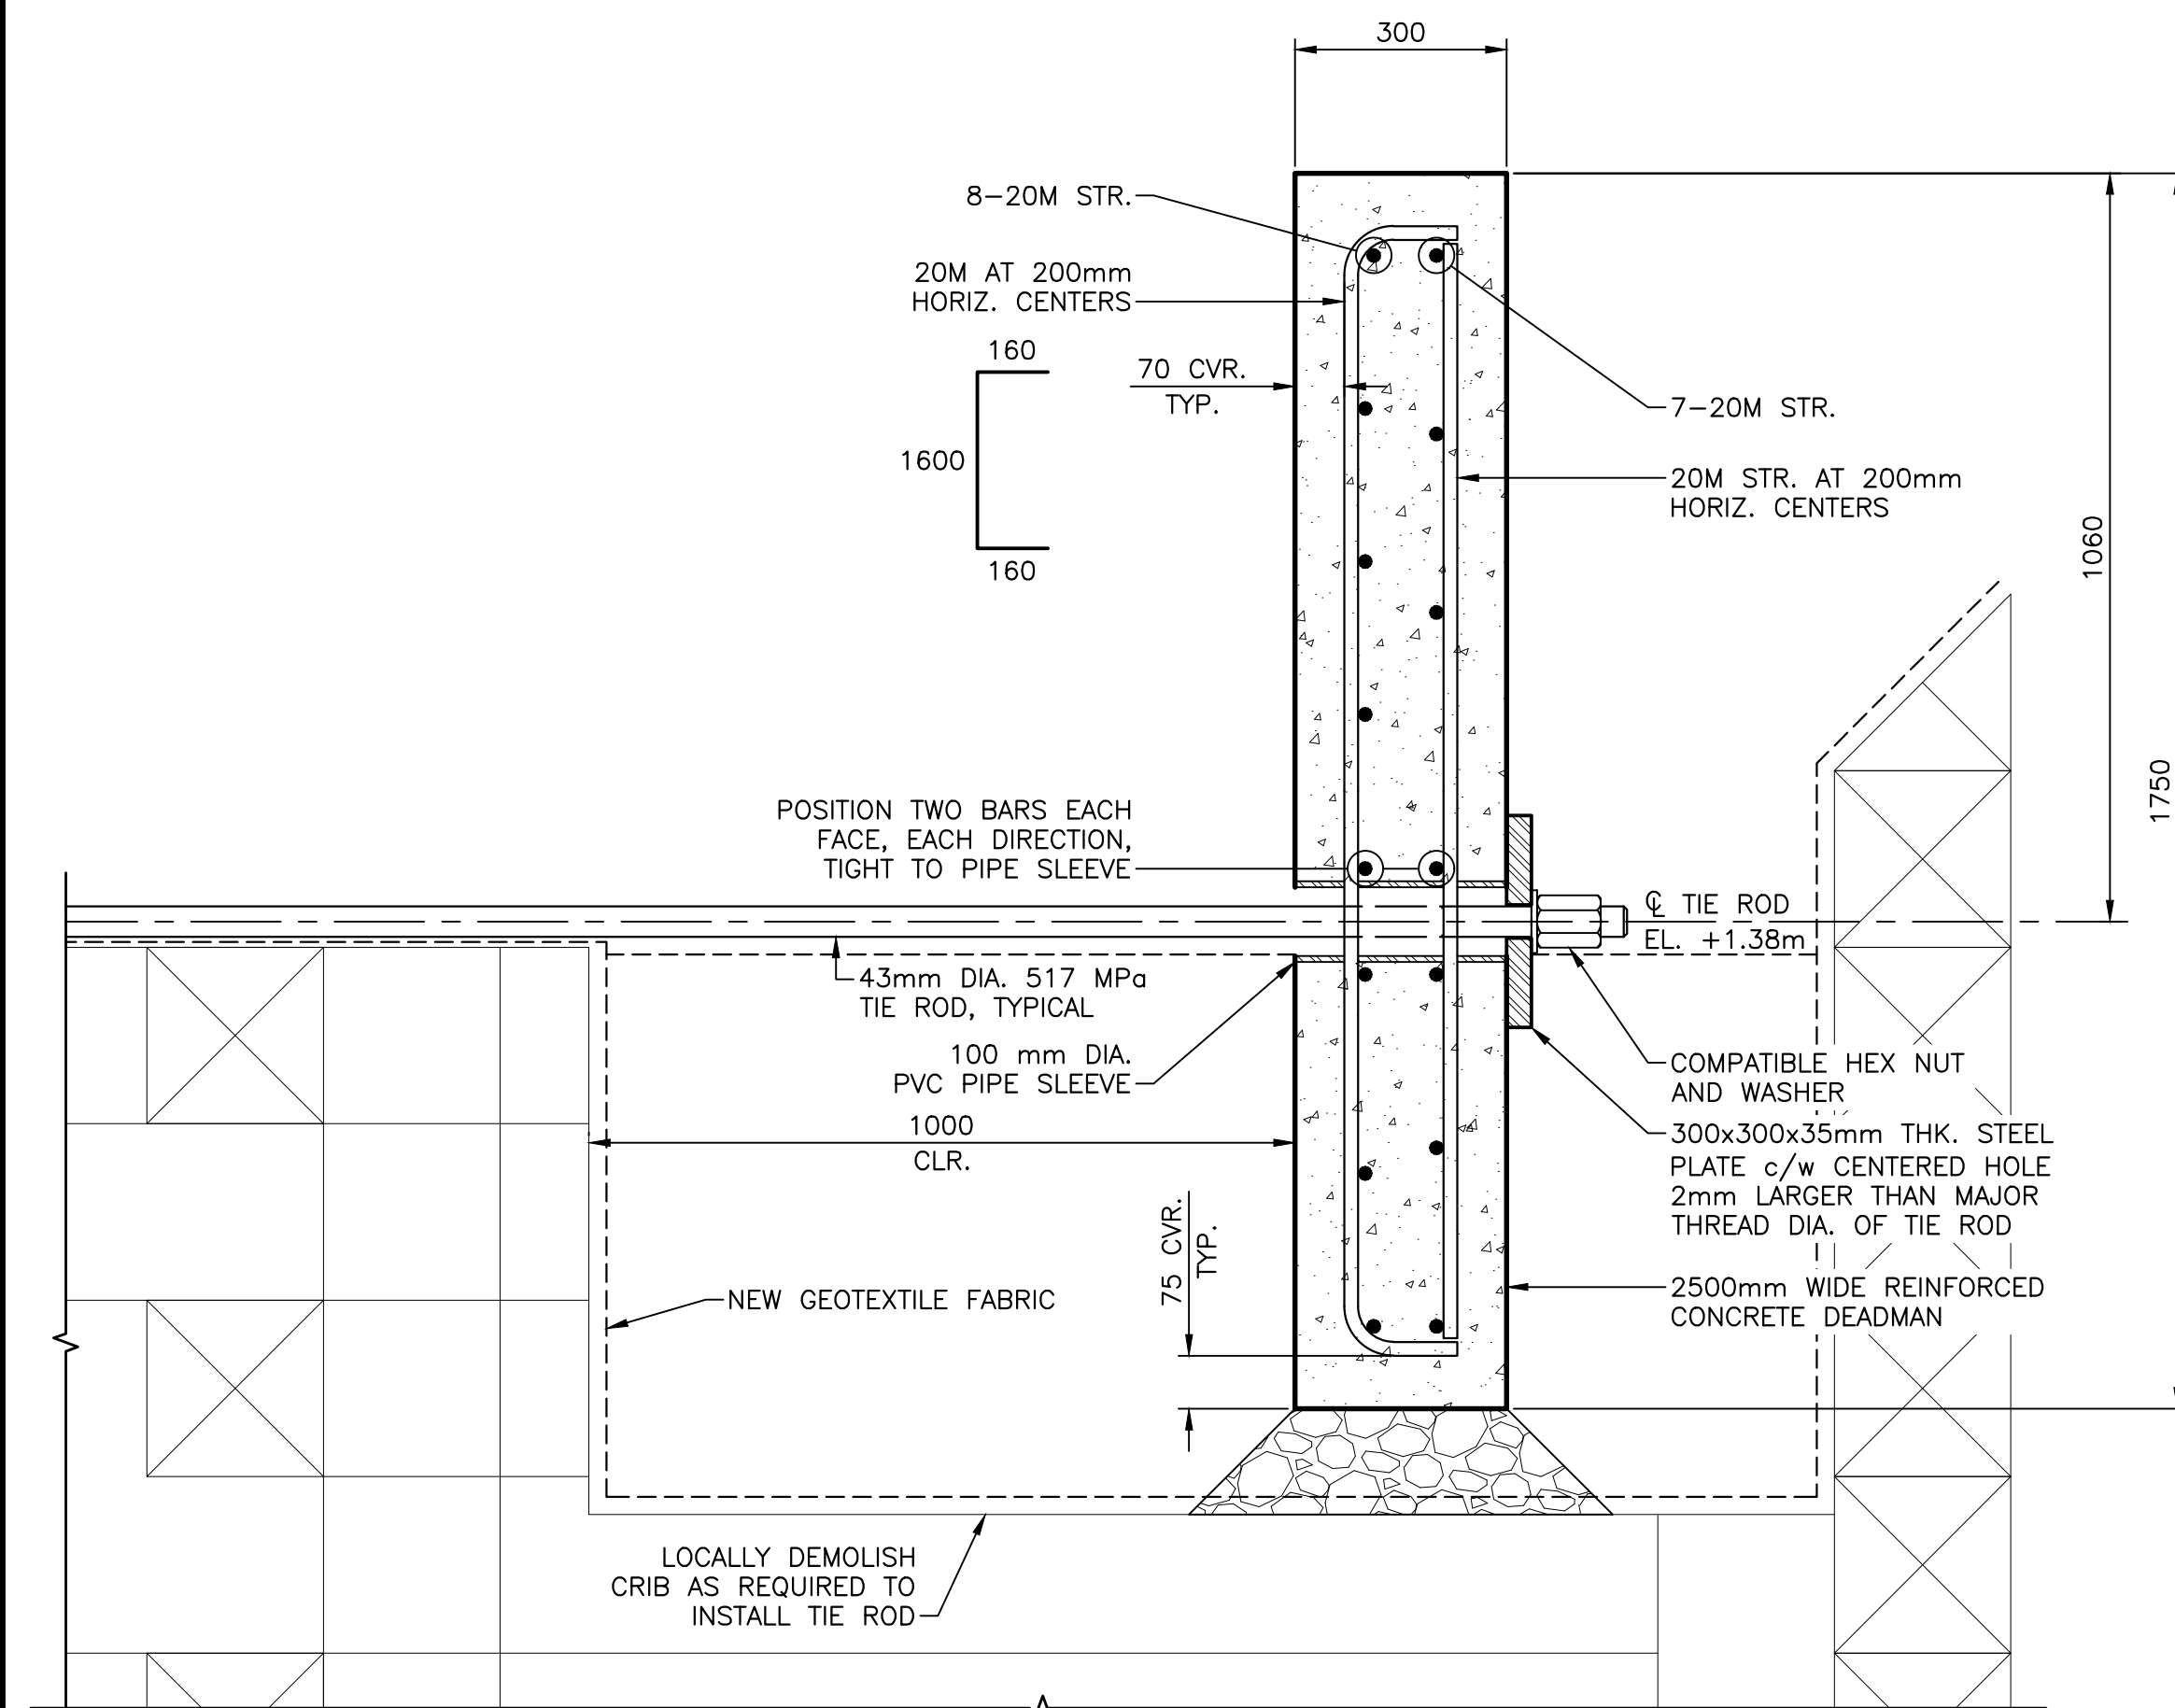 300
8-20M STR.
20M AT 200mm
HORIZ. CENTERS
160
1600
160
70 CVR.
TYP.
7-20M STR.
20M STR. AT 200mm
HORIZ. CENTERS
1060
1750
POSITION TWO BARS EACH
FACE, EACH DIRECTION,
TIGHT TO PIPE SLEEVE
℄ TIE ROD
EL. +1.38m
43mm DIA. 517 MPa
TIE ROD, TYPICAL
100 mm DIA.
PVC PIPE SLEEVE
1000
CLR.
COMPATIBLE HEX NUT
AND WASHER
300x300x35mm THK. STEEL
PLATE c/w CENTERED HOLE
2mm LARGER THAN MAJOR
THREAD DIA. OF TIE ROD
75 CVR.
TYP.
NEW GEOTEXTILE FABRIC
2500mm WIDE REINFORCED
CONCRETE DEADMAN
LOCALLY DEMOLISH
CRIB AS REQUIRED TO
INSTALL TIE ROD